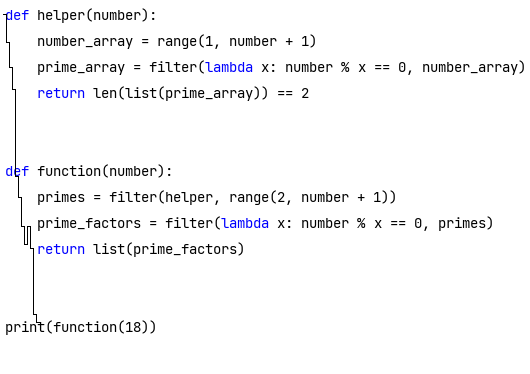 def helper(number):
    number_array = range(1, number + 1)
    prime_array = filter(lambda x: number % x == 0, number_array)
    return len(list(prime_array)) == 2
def function(number):
    primes = filter(helper, range(2, number + 1))
    prime_factors = filter(lambda x: number % x == 0, primes)
    return list(prime_factors)
print(function(18))